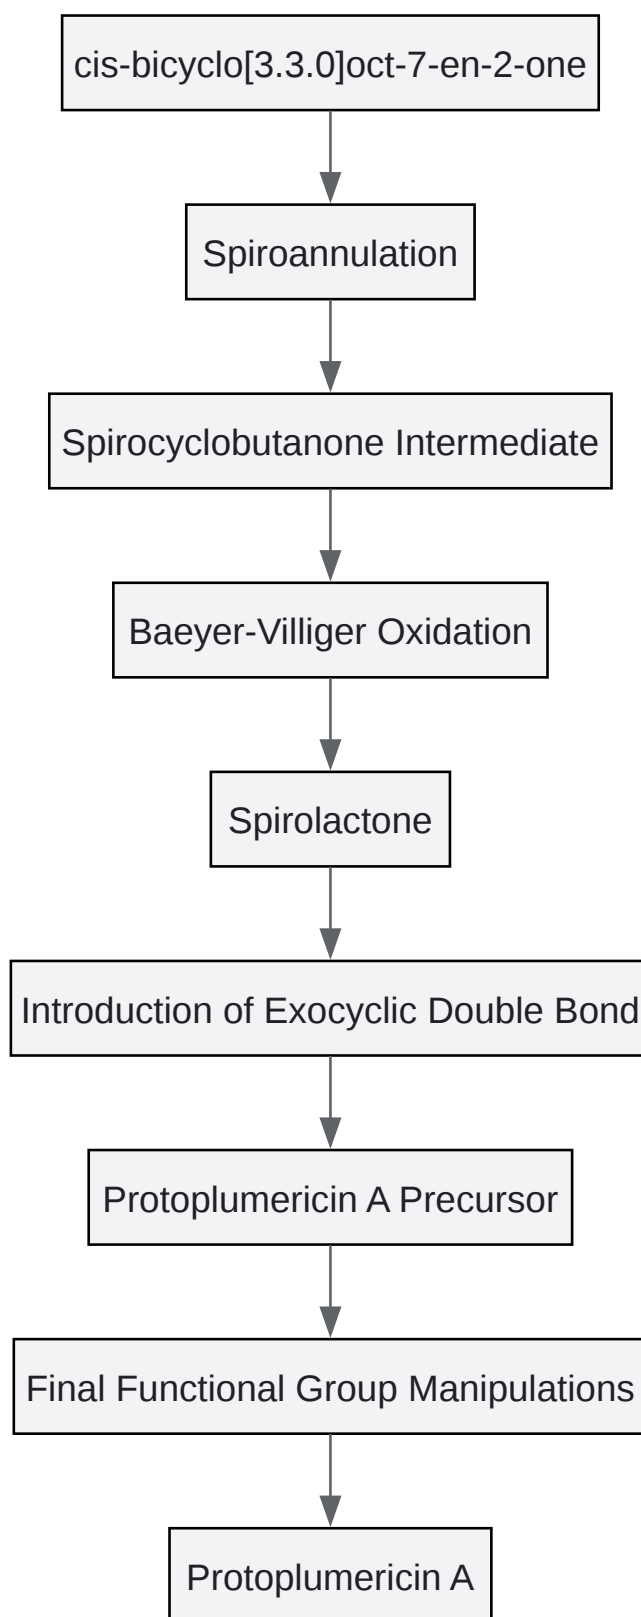 cis-bicyclo[3.3.0]oct-7-en-2-one
Spiroannulation
Spirocyclobutanone Intermediate
Baeyer-Villiger Oxidation
Spirolactone
Introduction of Exocyclic Double Bond
Protoplumericin A Precursor
Final Functional Group Manipulations
Protoplumericin A